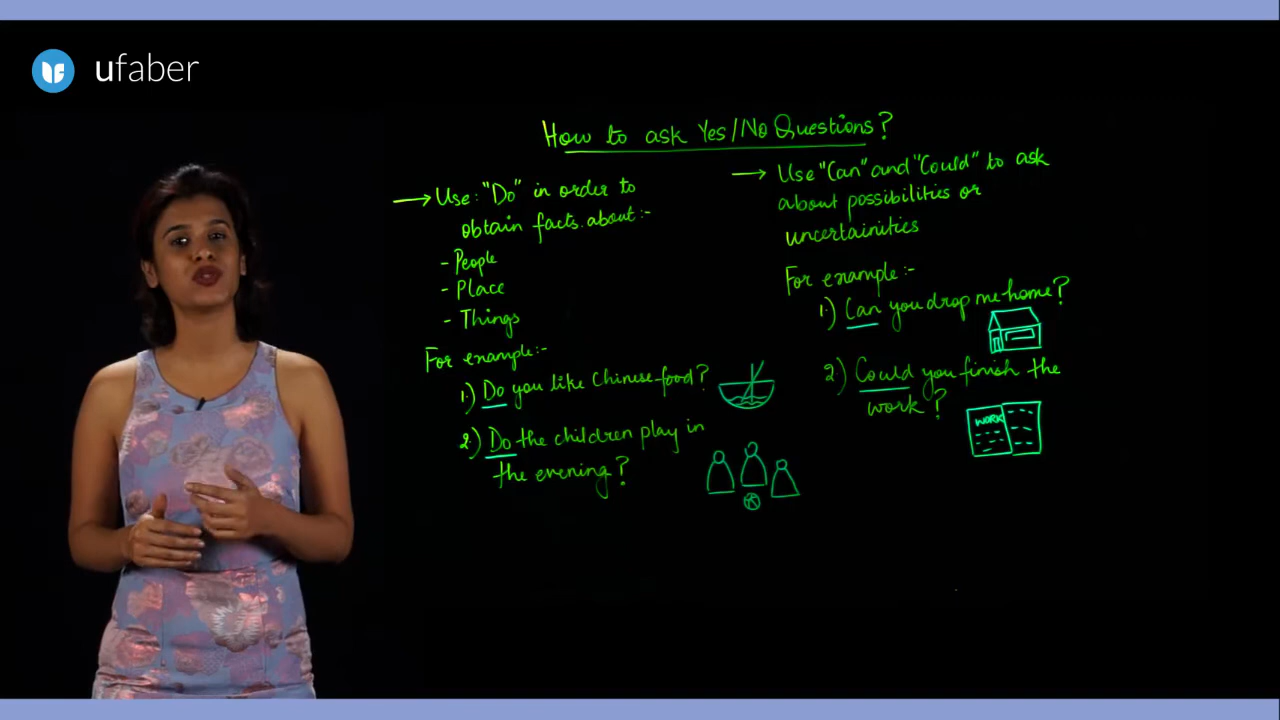 ufaber
How to ask Yes/No Questions?
→ Use: "Do" in order to
obtain facts about:-
- People
- Place
- Things
For example:-
1.) Do you like Chinese food?
2.) Do the children play in
the evening?
→ Use "Can" and "Could" to ask
about possibilities or
uncertainities
For example:-
1.) Can you drop me home?
2.) Could you finish the
work?
WORK